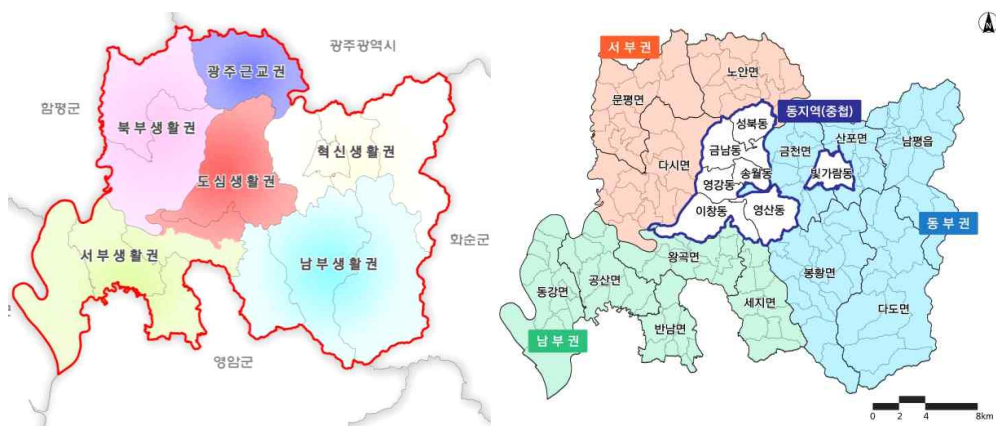 광주광역시
광주근교권
함평군
북부생활권
혁신생활권
도심생활권
화순군
서부생활권
남부생활권
영암군
N
서부권
노안면
문평면
동지역(중첩)
성북동
산포면
남평읍
금천면
금남동
다시면
빛가람동
송월동
영강동
이창동
영산동
동부권
왕곡면
봉황면
공산면
동강면
세지면
다도면
반남면
남부권
0 2 4 8km